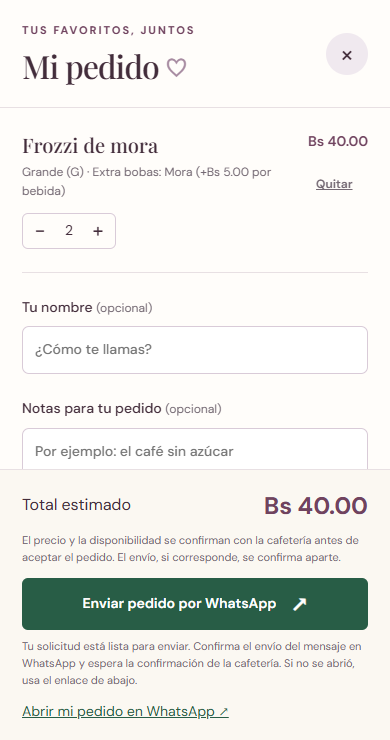 TUS FAVORITOS, JUNTOS
Mi pedido ♡
×
Frozzi de mora
Bs 40.00
Grande (G) · Extra bobas: Mora (+Bs 5.00 por
bebida)
Quitar
− 2 +
Tu nombre (opcional)
¿Cómo te llamas?
Notas para tu pedido (opcional)
Por ejemplo: el café sin azúcar
Total estimado
Bs 40.00
El precio y la disponibilidad se confirman con la cafetería antes de
aceptar el pedido. El envío, si corresponde, se confirma aparte.
Enviar pedido por WhatsApp ↗
Tu solicitud está lista para enviar. Confirma el envío del mensaje en
WhatsApp y espera la confirmación de la cafetería. Si no se abrió,
usa el enlace de abajo.
Abrir mi pedido en WhatsApp ↗